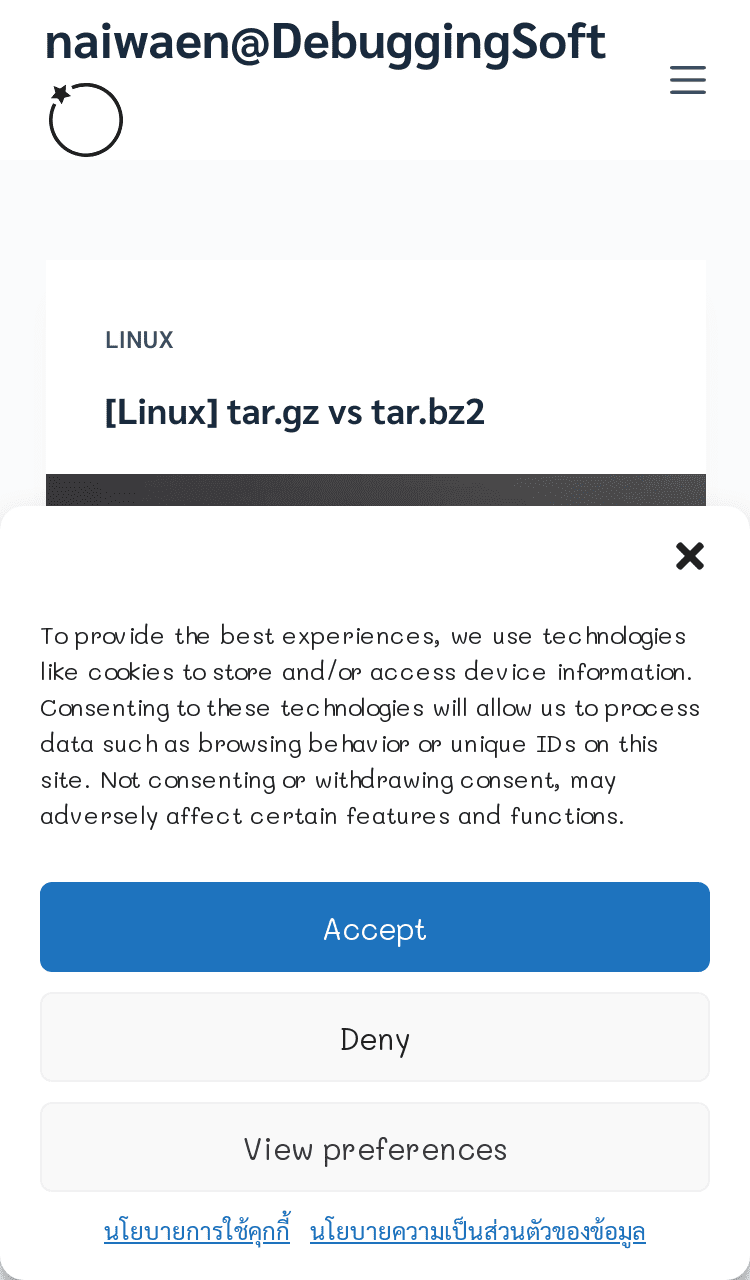 naiwaen@DebuggingSoft
LINUX
[Linux] tar.gz vs tar.bz2
To provide the best experiences, we use technologies
like cookies to store and/or access device information.
Consenting to these technologies will allow us to process
data such as browsing behavior or unique IDs on this
site. Not consenting or withdrawing consent, may
adversely affect certain features and functions.
Accept
Deny
View preferences
นโยบายการใช้คุกกี้ นโยบายความเป็นส่วนตัวของข้อมูล